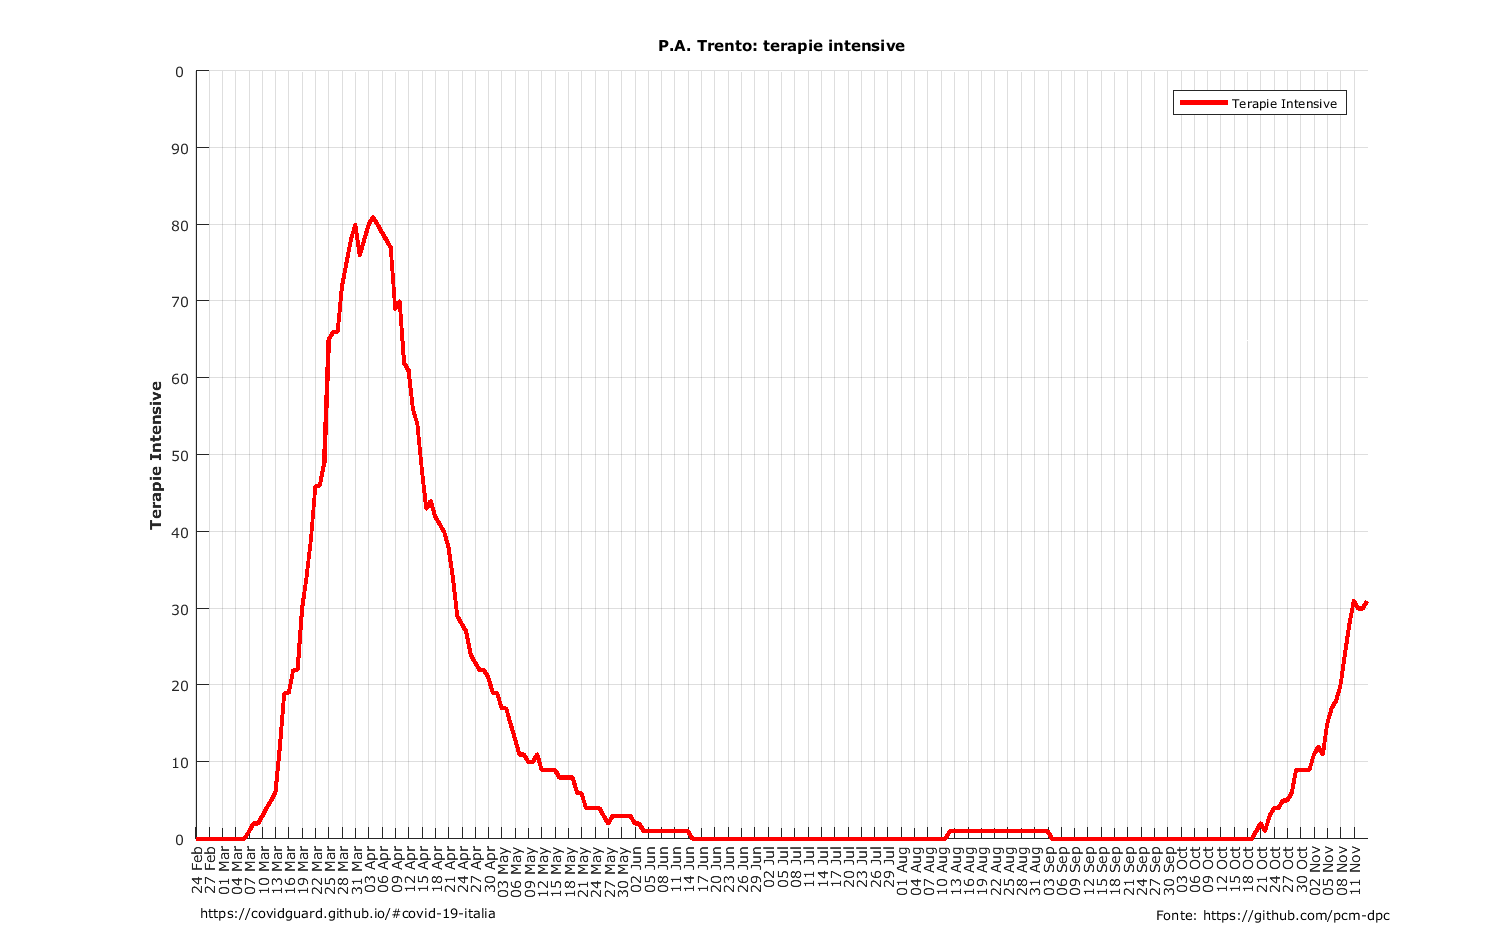 P.A. Trento: terapie intensive
Terapie Intensive
Terapie Intensive
0
90
80
70
60
50
40
30
20
10
0
24 Feb
27 Feb
01 Mar
04 Mar
07 Mar
10 Mar
13 Mar
16 Mar
19 Mar
22 Mar
25 Mar
28 Mar
31 Mar
03 Apr
06 Apr
09 Apr
12 Apr
15 Apr
18 Apr
21 Apr
24 Apr
27 Apr
30 Apr
03 May
06 May
09 May
12 May
15 May
18 May
21 May
24 May
27 May
30 May
02 Jun
05 Jun
08 Jun
11 Jun
14 Jun
17 Jun
20 Jun
23 Jun
26 Jun
29 Jun
02 Jul
05 Jul
08 Jul
11 Jul
14 Jul
17 Jul
20 Jul
23 Jul
26 Jul
29 Jul
01 Aug
04 Aug
07 Aug
10 Aug
13 Aug
16 Aug
19 Aug
22 Aug
25 Aug
28 Aug
31 Aug
03 Sep
06 Sep
09 Sep
12 Sep
15 Sep
18 Sep
21 Sep
24 Sep
27 Sep
30 Sep
03 Oct
06 Oct
09 Oct
12 Oct
15 Oct
18 Oct
21 Oct
24 Oct
27 Oct
30 Oct
02 Nov
05 Nov
08 Nov
11 Nov
https://covidguard.github.io/#covid-19-italia
Fonte: https://github.com/pcm-dpc